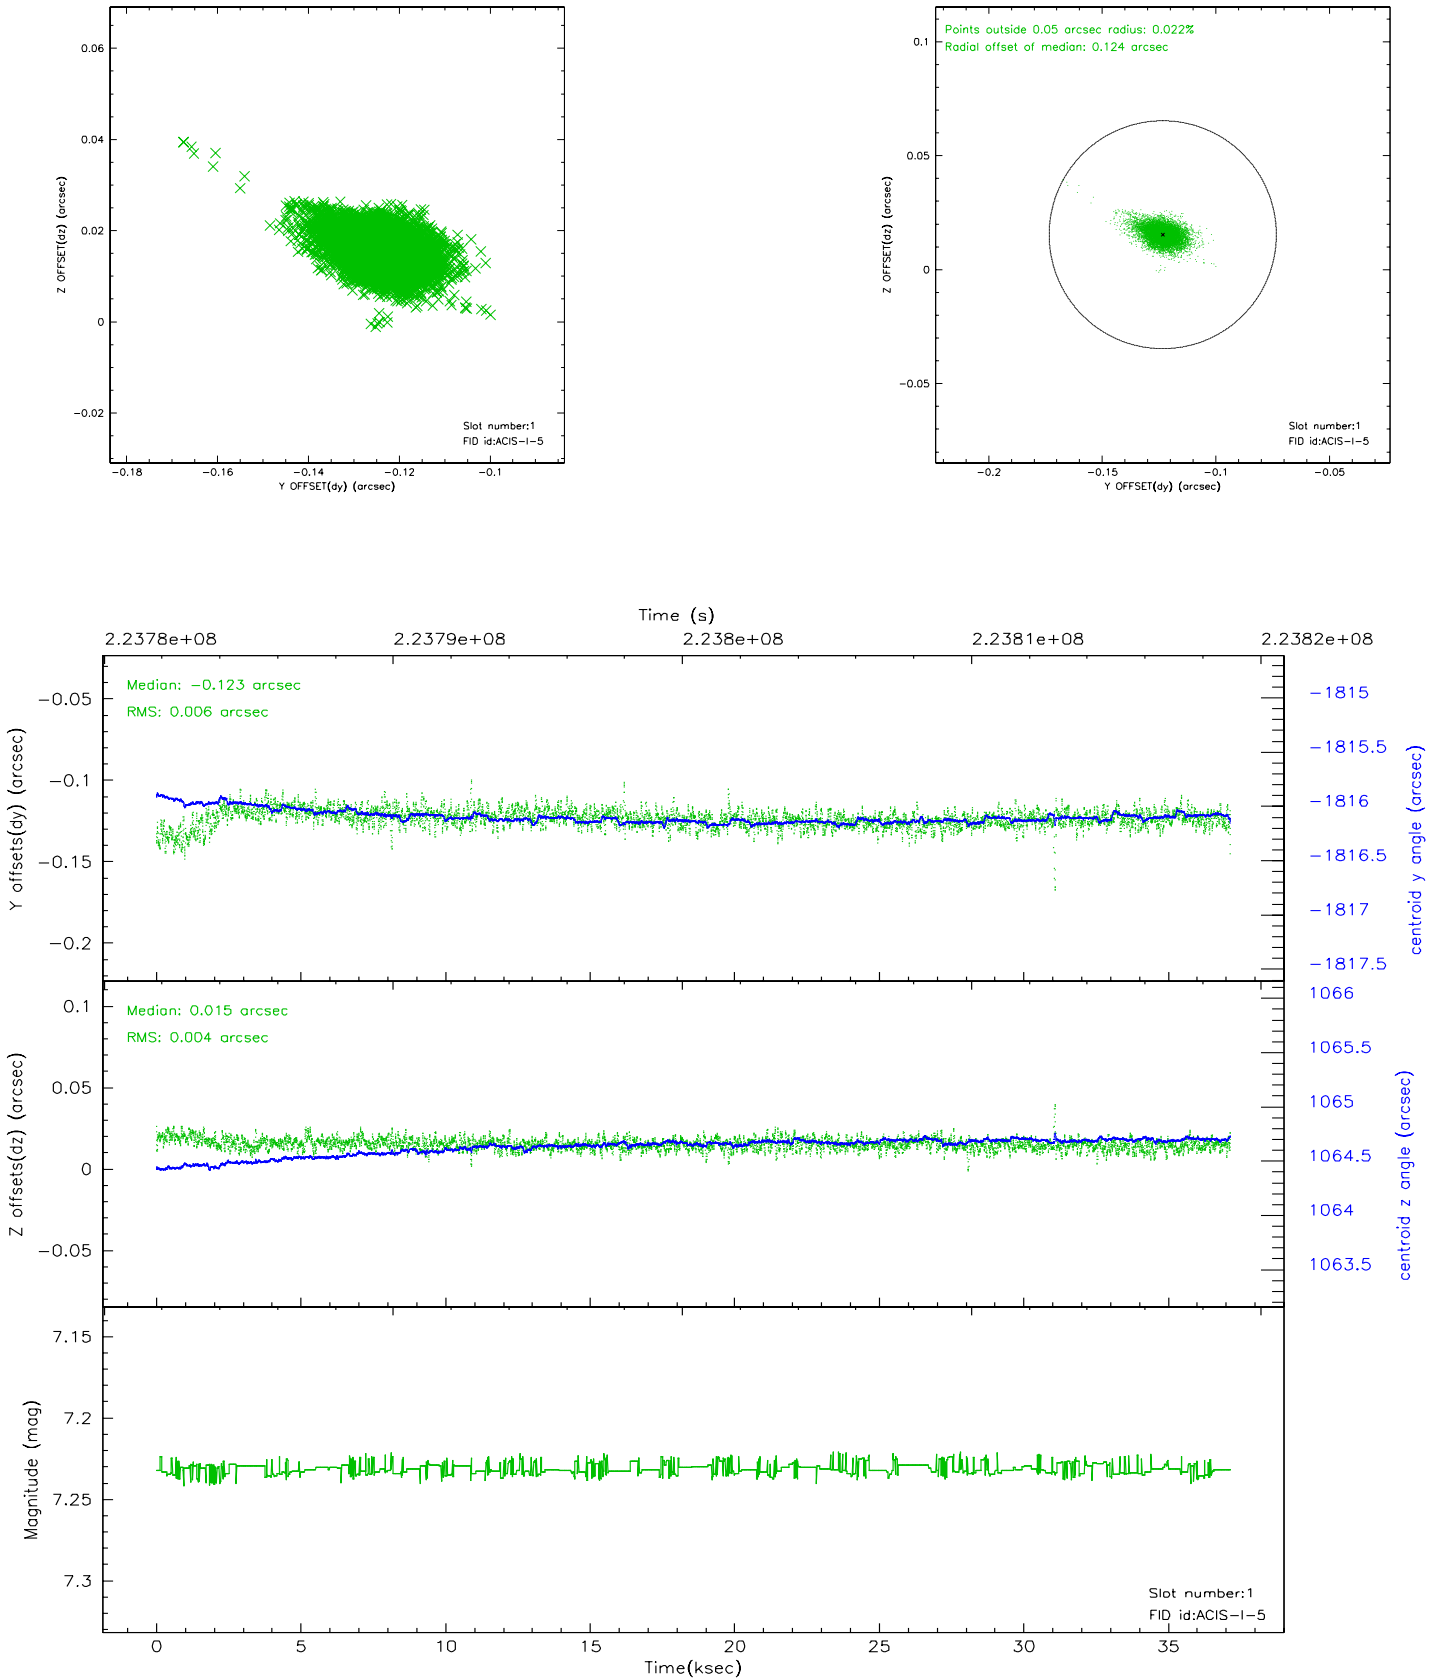 0.06
0.04
0.02
0
−0.02
Z OFFSET(dz) (arcsec)
Slot number:1
FID id:ACIS−I−5
−0.18 −0.16 −0.14 −0.12 −0.1
Y OFFSET(dy) (arcsec)
Points outside 0.05 arcsec radius: 0.022%
Radial offset of median: 0.124 arcsec
0.1
0.05
0
−0.05
Z OFFSET(dz) (arcsec)
Slot number:1
FID id:ACIS−I−5
−0.2 −0.15 −0.1 −0.05
Y OFFSET(dy) (arcsec)
Time (s)
2.2378e+08 2.2379e+08 2.238e+08 2.2381e+08 2.2382e+08
Median: −0.123 arcsec
RMS: 0.006 arcsec
−0.05
−0.1
−0.15
−0.2
Y offsets(dy) (arcsec)
−1815
−1815.5
−1816
−1816.5
−1817
−1817.5
centroid y angle (arcsec)
Median: 0.015 arcsec
RMS: 0.004 arcsec
0.1
0.05
0
−0.05
Z offsets(dz) (arcsec)
1066
1065.5
1065
1064.5
1064
1063.5
centroid z angle (arcsec)
7.15
7.2
7.25
7.3
Magnitude (mag)
Slot number:1
FID id:ACIS−I−5
0 5 10 15 20 25 30 35
Time(ksec)